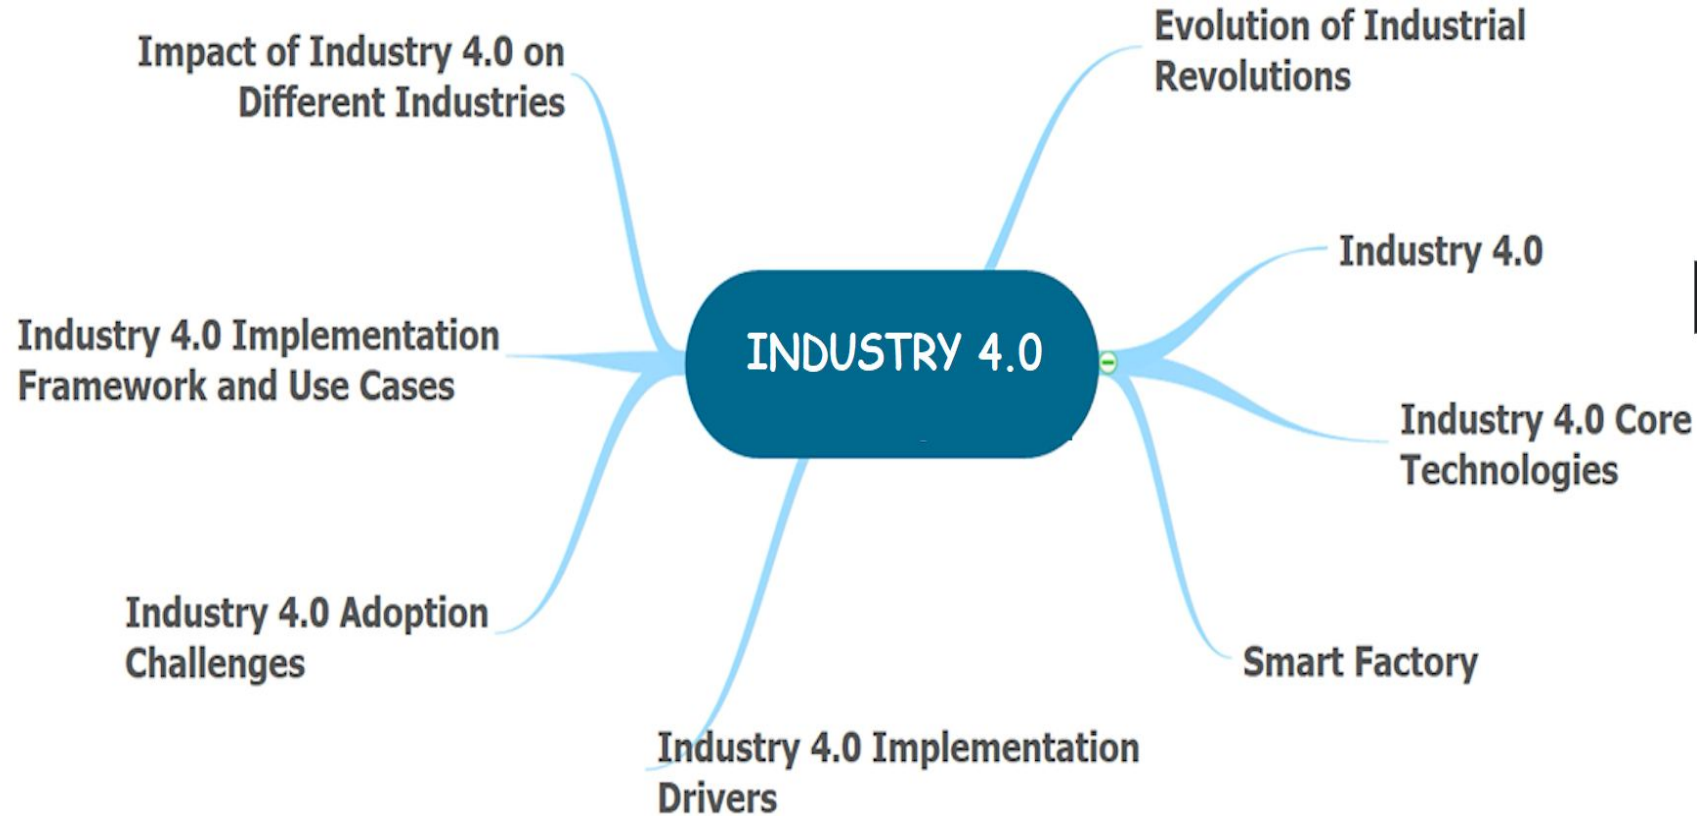 Impact of Industry 4.0 on
Different Industries
Evolution of Industrial
Revolutions
INDUSTRY 4.0
Industry 4.0
Industry 4.0 Implementation
Framework and Use Cases
Industry 4.0 Core
Technologies
Industry 4.0 Adoption
Challenges
Smart Factory
Industry 4.0 Implementation
Drivers